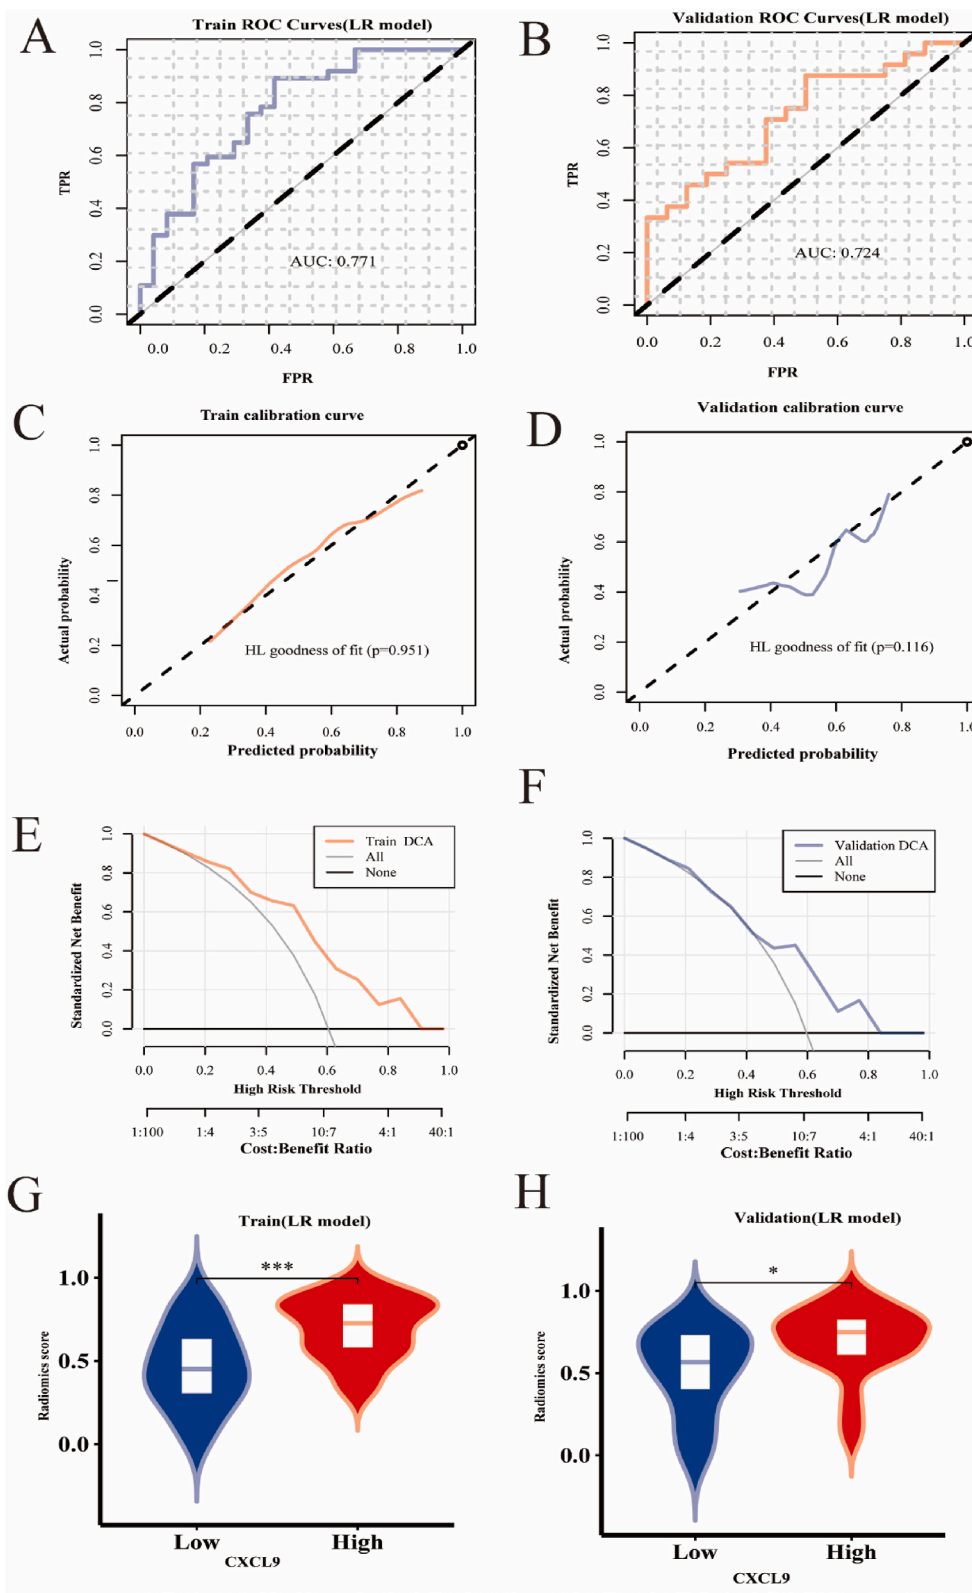 A
Train ROC Curves(LR model)
TPR
1.0
0.8
0.6
0.4
0.2
0.0
AUC: 0.771
0.0 0.2 0.4 0.6 0.8 1.0
FPR
B
Validation ROC Curves(LR model)
TPR
1.0
0.8
0.6
0.4
0.2
0.0
AUC: 0.724
0.0 0.2 0.4 0.6 0.8 1.0
FPR
C
Train calibration curve
Actual probability
1.0
0.8
0.6
0.4
0.2
0.0
HL goodness of fit (p=0.951)
0.0 0.2 0.4 0.6 0.8 1.0
Predicted probability
D
Validation calibration curve
Actual probability
1.0
0.8
0.6
0.4
0.2
0.0
HL goodness of fit (p=0.116)
0.0 0.2 0.4 0.6 0.8 1.0
Predicted probability
E
Standardized Net Benefit
1.0
0.8
0.6
0.4
0.2
0.0
Train DCA
All
None
0.0 0.2 0.4 0.6 0.8 1.0
High Risk Threshold
1:100 1:4 3:5 10:7 4:1 40:1
Cost:Benefit Ratio
F
Standardized Net Benefit
1.0
0.8
0.6
0.4
0.2
0.0
Validation DCA
All
None
0.0 0.2 0.4 0.6 0.8 1.0
High Risk Threshold
1:100 1:4 3:5 10:7 4:1 40:1
Cost:Benefit Ratio
G
Train(LR model)
***
Radiomics score
1.0
0.5
0.0
Low High
CXCL9
H
Validation(LR model)
*
Radiomics score
1.0
0.5
0.0
Low High
CXCL9